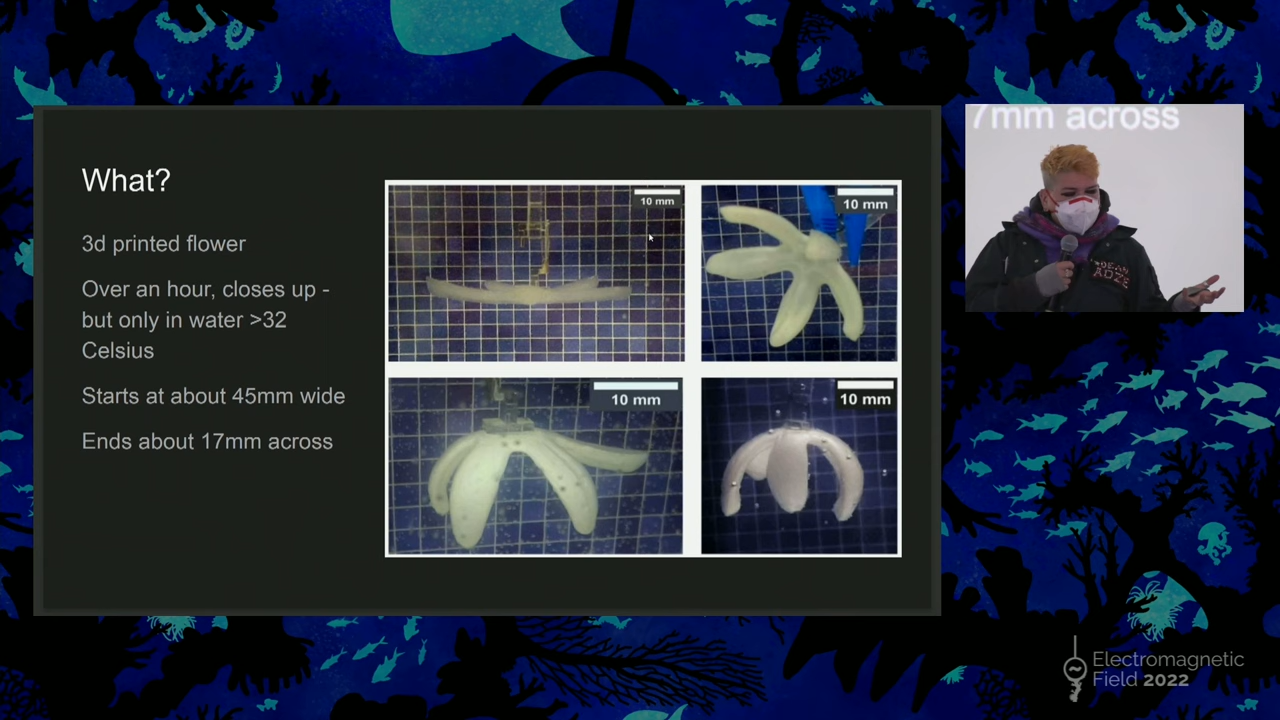 What?
3d printed flower
Over an hour, closes up -
but only in water >32
Celsius
Starts at about 45mm wide
Ends about 17mm across
10 mm
10 mm
10 mm
10 mm
7mm across
ADZE
Electromagnetic
Field 2022